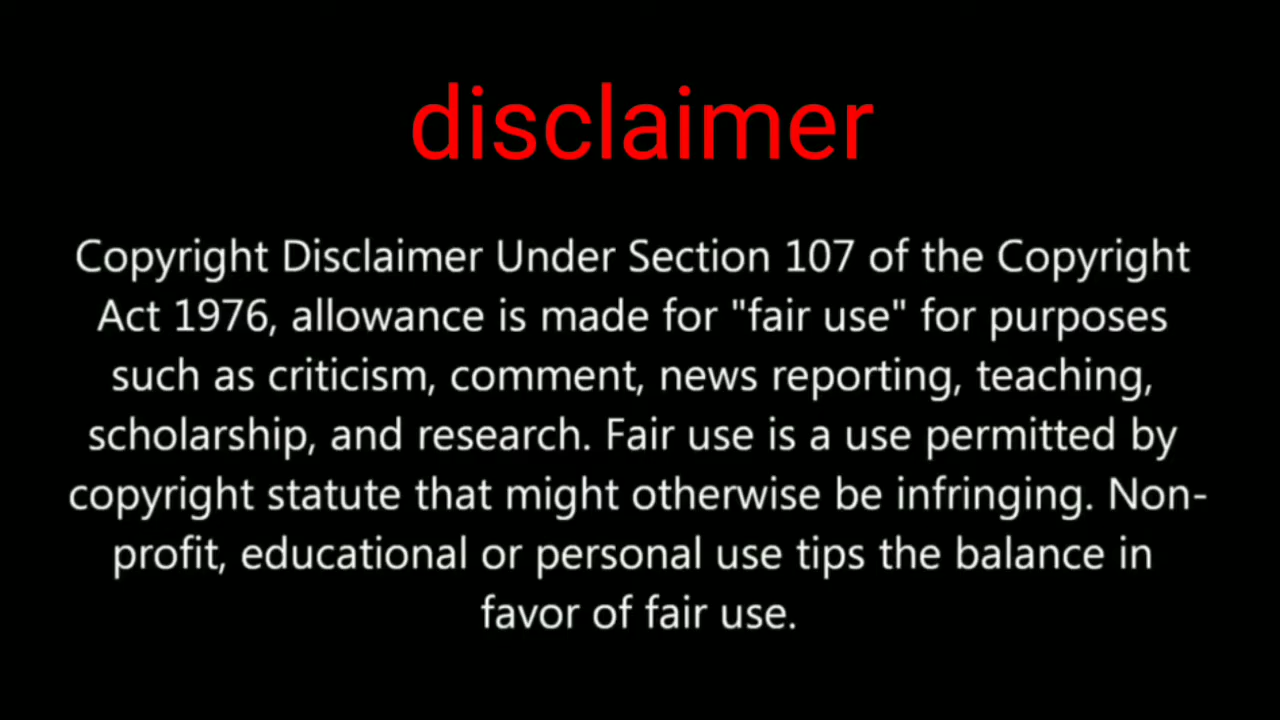 disclaimer
Copyright Disclaimer Under Section 107 of the Copyright
Act 1976, allowance is made for "fair use" for purposes
such as criticism, comment, news reporting, teaching,
scholarship, and research. Fair use is a use permitted by
copyright statute that might otherwise be infringing. Non-
profit, educational or personal use tips the balance in
favor of fair use.